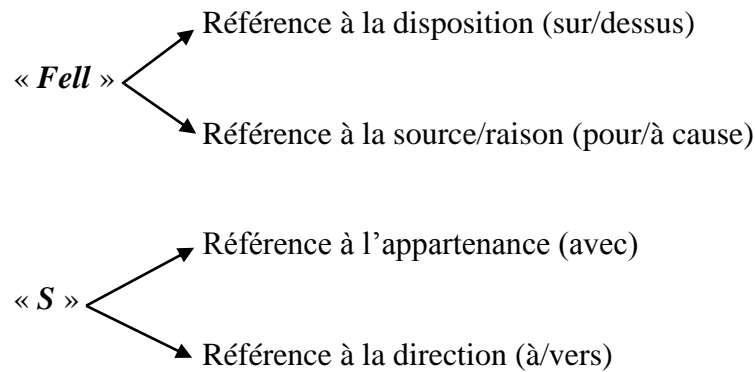 Référence à la disposition (sur/dessus)
« Fell »
Référence à la source/raison (pour/à cause)
Référence à l’appartenance (avec)
« S »
Référence à la direction (à/vers)